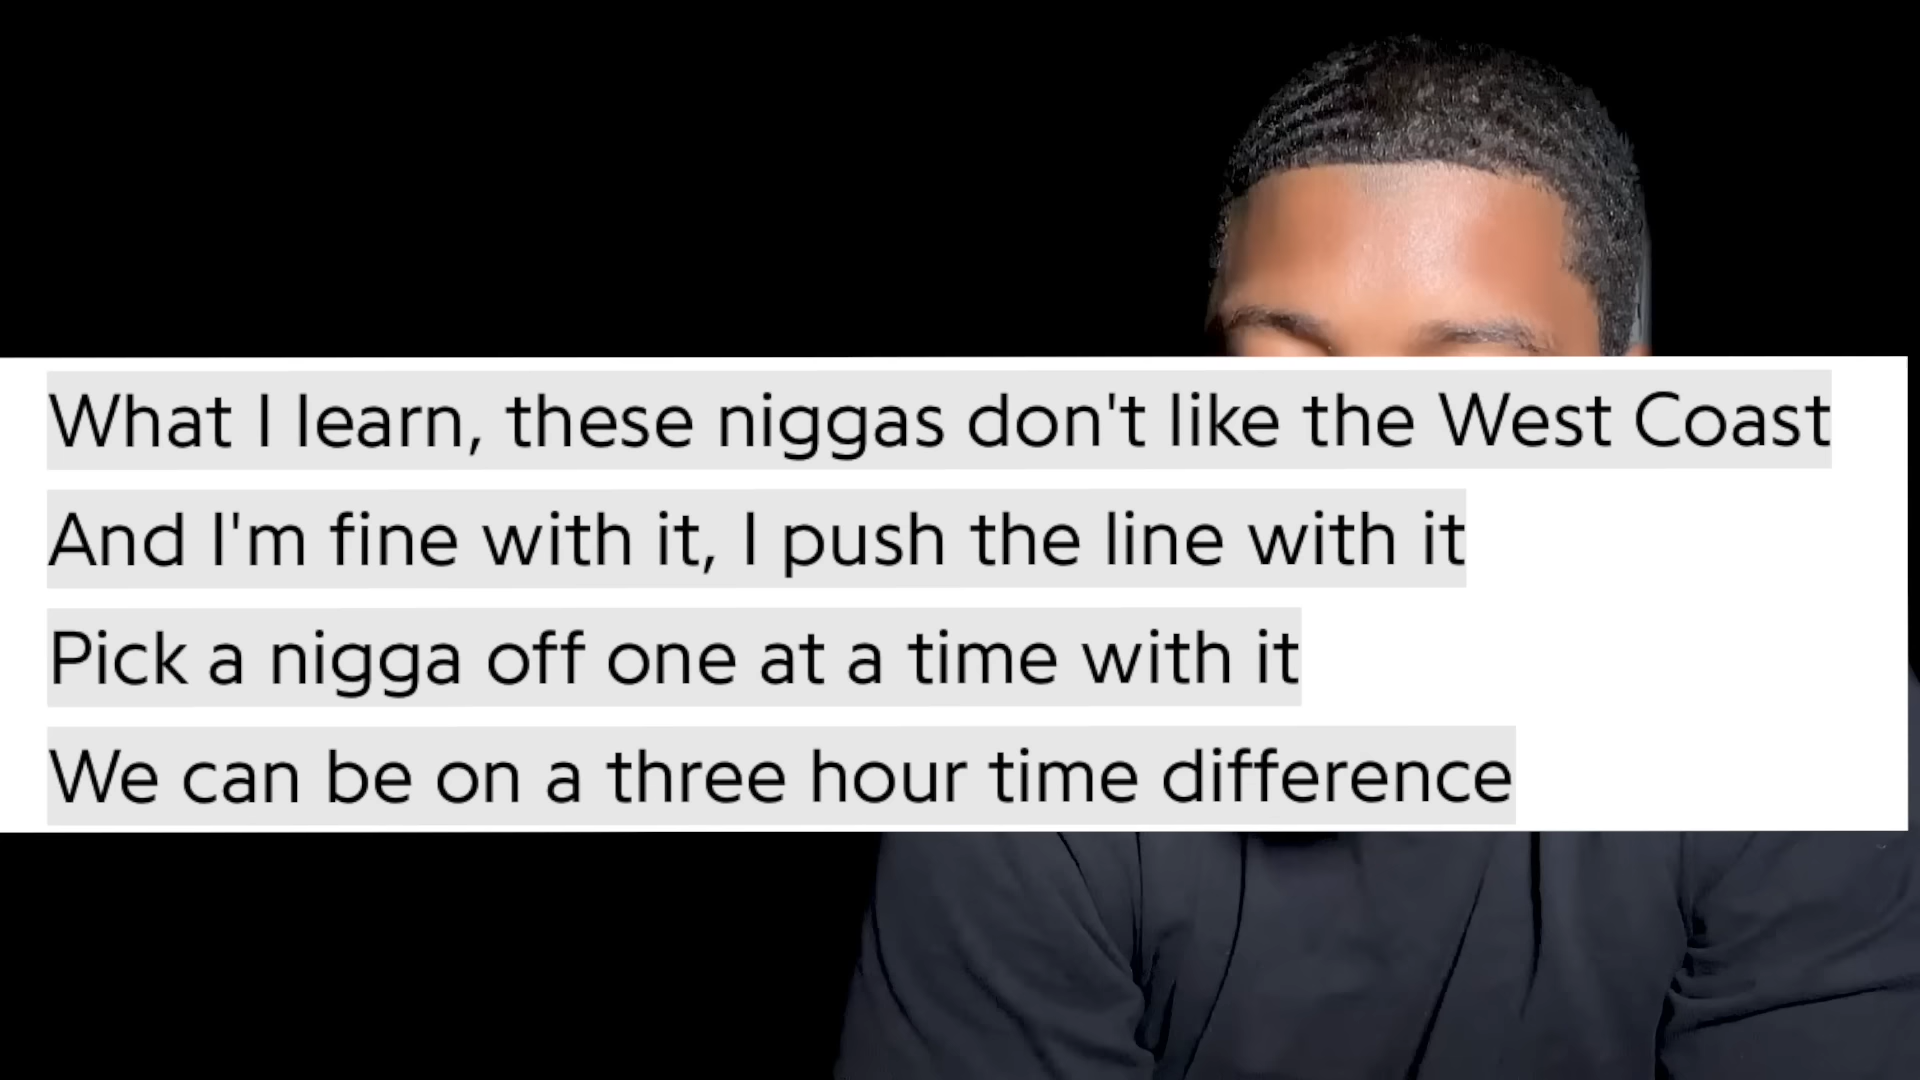 What I learn, these niggas don't like the West Coast
And I'm fine with it, I push the line with it
Pick a nigga off one at a time with it
We can be on a three hour time difference